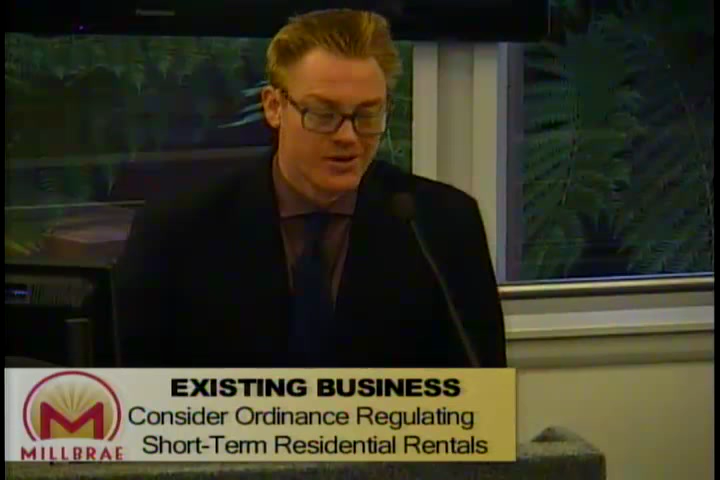 EXISTING BUSINESS
Consider Ordinance Regulating
Short-Term Residential Rentals
M
MILLBRAE